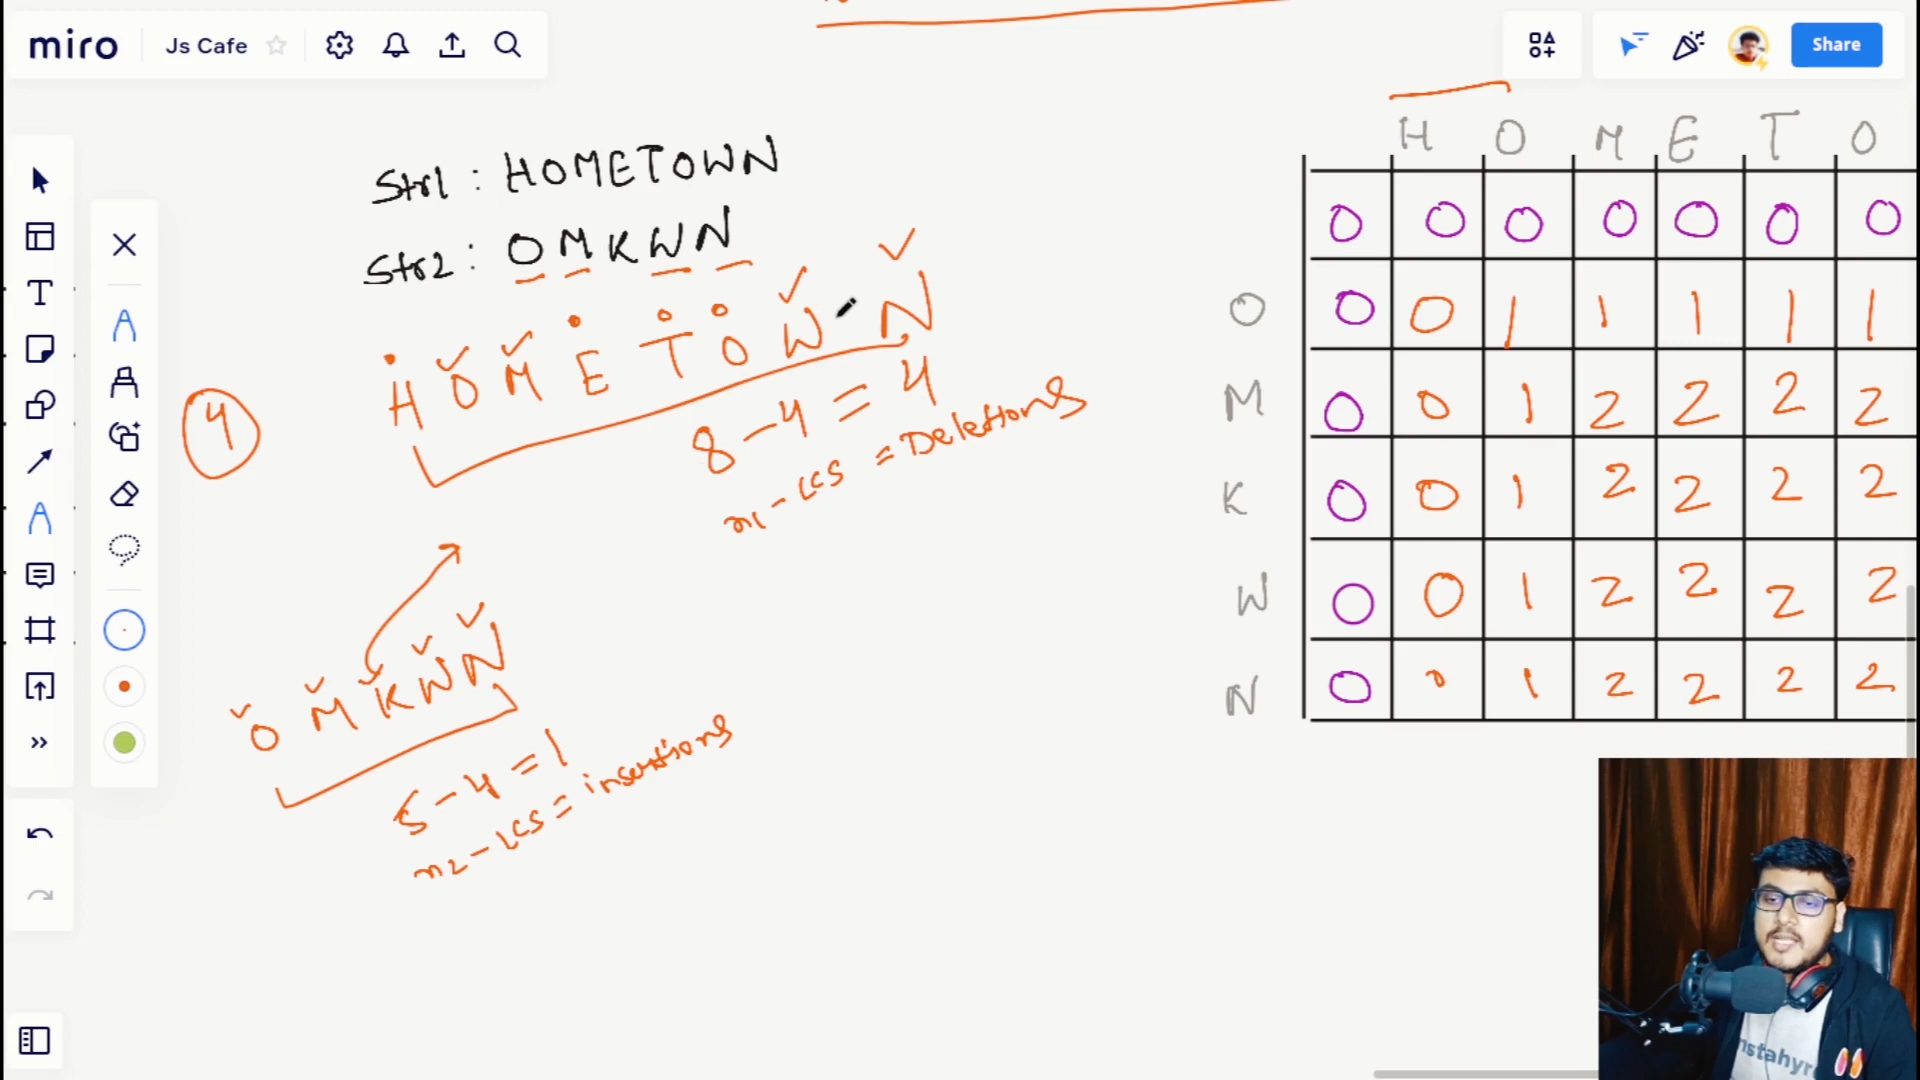 miro Js Cafe Share
Str1 : HOMETOWN
Str2 : OMKWN
H O M E T O W N
4
8 - 4 = 4
n1 - LCS = Deletions
O M K W N
5 - 4 = 1
n2 - LCS = insertions
H O M E T O
0 0 0 0 0 0 0
O 0 0 1 1 1 1 1
M 0 0 1 2 2 2 2
K 0 0 1 2 2 2 2
W 0 0 1 2 2 2 2
N 0 0 1 2 2 2 2
nstahyr